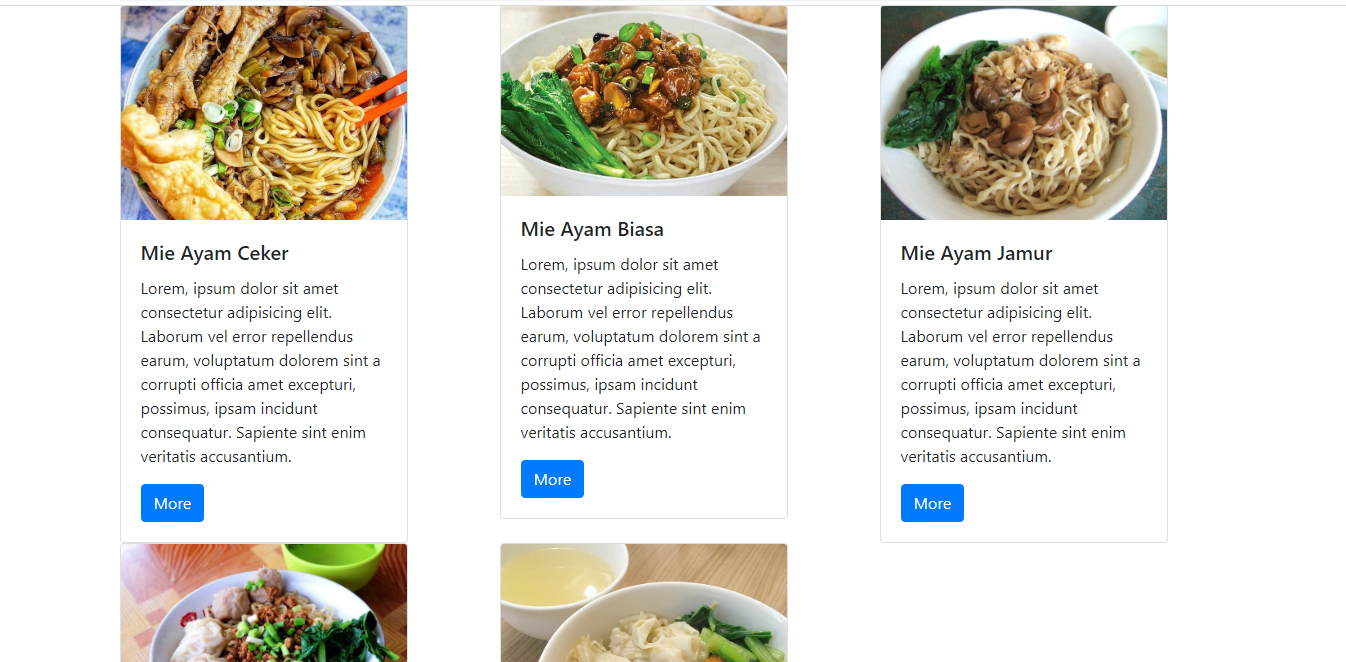 Mie Ayam Ceker
Lorem, ipsum dolor sit amet
consectetur adipisicing elit.
Laborum vel error repellendus
earum, voluptatum dolorem sint a
corrupti officia amet excepturi,
possimus, ipsam incidunt
consequatur. Sapiente sint enim
veritatis accusantium.
More
Mie Ayam Biasa
Lorem, ipsum dolor sit amet
consectetur adipisicing elit.
Laborum vel error repellendus
earum, voluptatum dolorem sint a
corrupti officia amet excepturi,
possimus, ipsam incidunt
consequatur. Sapiente sint enim
veritatis accusantium.
More
Mie Ayam Jamur
Lorem, ipsum dolor sit amet
consectetur adipisicing elit.
Laborum vel error repellendus
earum, voluptatum dolorem sint a
corrupti officia amet excepturi,
possimus, ipsam incidunt
consequatur. Sapiente sint enim
veritatis accusantium.
More